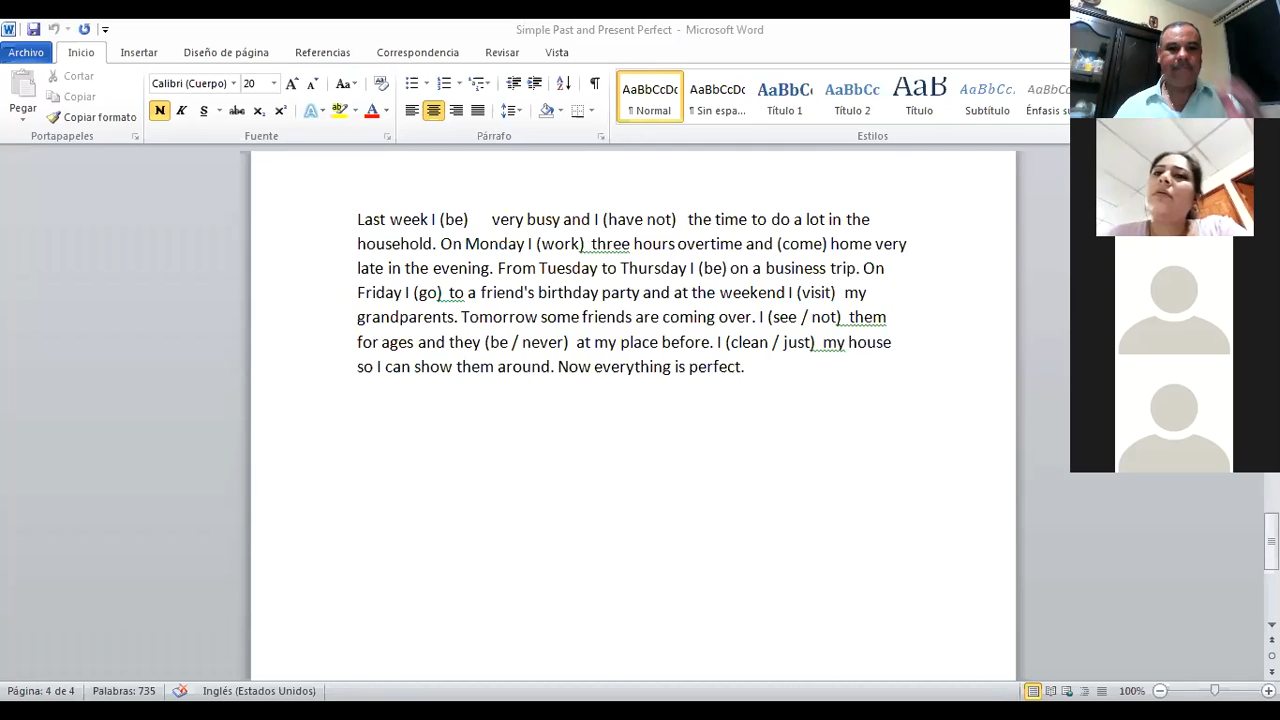 Simple Past and Present Perfect - Microsoft Word
Archivo Inicio Insertar Diseño de página Referencias Correspondencia Revisar Vista
Pegar
Cortar
Copiar
Copiar formato
Portapapeles
Calibri (Cuerpo) 20
Fuente
Párrafo
AaBbCcDc AaBbCcDc AaBbCc AaBbCc AaB AaBbCc. AaBbCc
¶ Normal ¶ Sin espa... Título 1 Título 2 Título Subtítulo Énfasis
Estilos
Last week I (be) very busy and I (have not) the time to do a lot in the
household. On Monday I (work) three hours overtime and (come) home very
late in the evening. From Tuesday to Thursday I (be) on a business trip. On
Friday I (go) to a friend's birthday party and at the weekend I (visit) my
grandparents. Tomorrow some friends are coming over. I (see / not) them
for ages and they (be / never) at my place before. I (clean / just) my house
so I can show them around. Now everything is perfect.
Página: 4 de 4 Palabras: 735 Inglés (Estados Unidos) 100%